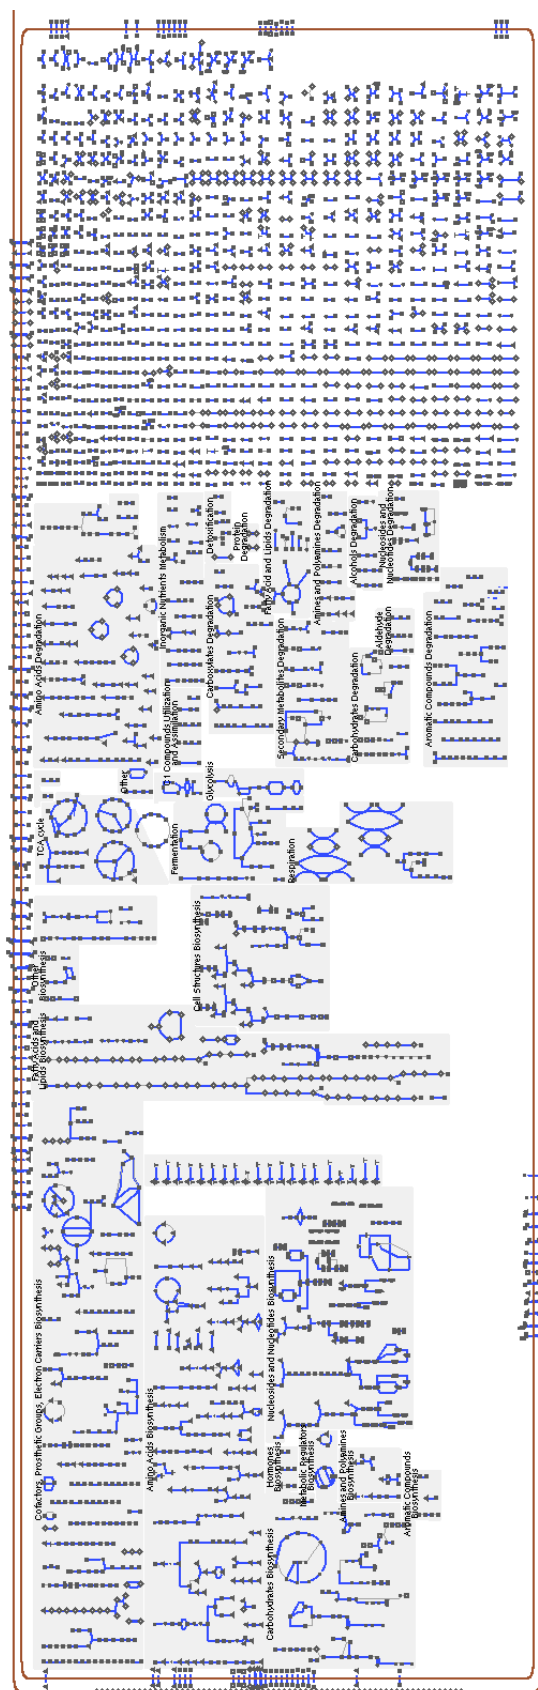 Amino Acids Degradation
Inorganic Nutrients Metabolism
Detoxification
Protein
Degradation
Fatty Acid and Lipids Degradation
Amines and Polyamines Degradation
Alcohols Degradation
Nucleosides and
Nucleotides Degradation
C1 Compounds Utilization
and Assimilation
Carboxylates Degradation
Secondary Metabolites Degradation
Carbohydrates Degradation
Aldehyde
Degradation
Aromatic Compounds Degradation
TCA cycle
Other
Fermentation
Glycolysis
Respiration
Other
Biosynthesis
Cell Structures Biosynthesis
Fatty Acids and
Lipids Biosynthesis
Cofactors, Prosthetic Groups, Electron Carriers Biosynthesis
Amino Acids Biosynthesis
Nucleosides and Nucleotides Biosynthesis
Hormones
Biosynthesis
Metabolic Regulators
Biosynthesis
Amines and Polyamines
Biosynthesis
Aromatic Compounds
Biosynthesis
Carbohydrates Biosynthesis